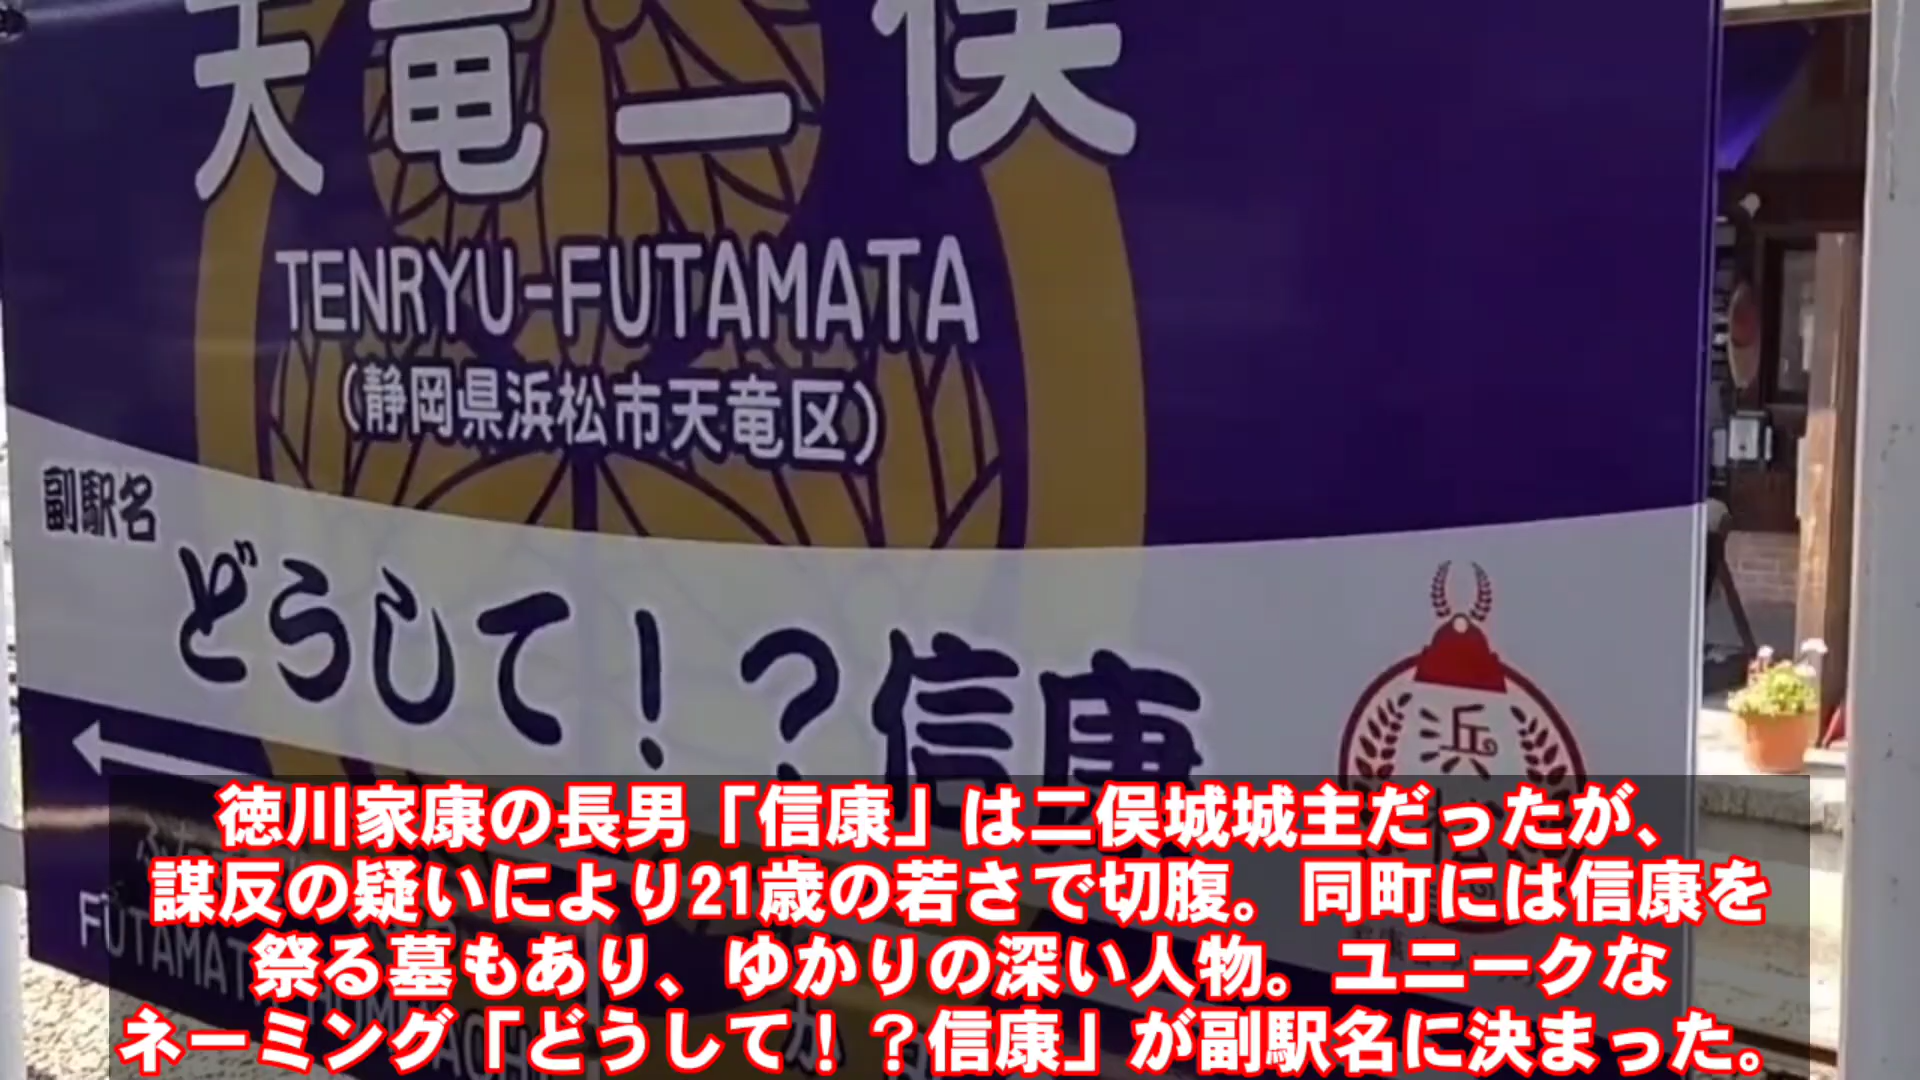 天竜二俣
TENRYU-FUTAMATA
(静岡県浜松市天竜区)
副駅名
どうして!?信康
浜
徳川家康の長男「信康」は二俣城城主だったが、
謀反の疑いにより21歳の若さで切腹。同町には信康を
祭る墓もあり、ゆかりの深い人物。ユニークな
ネーミング「どうして!?信康」が副駅名に決まった。